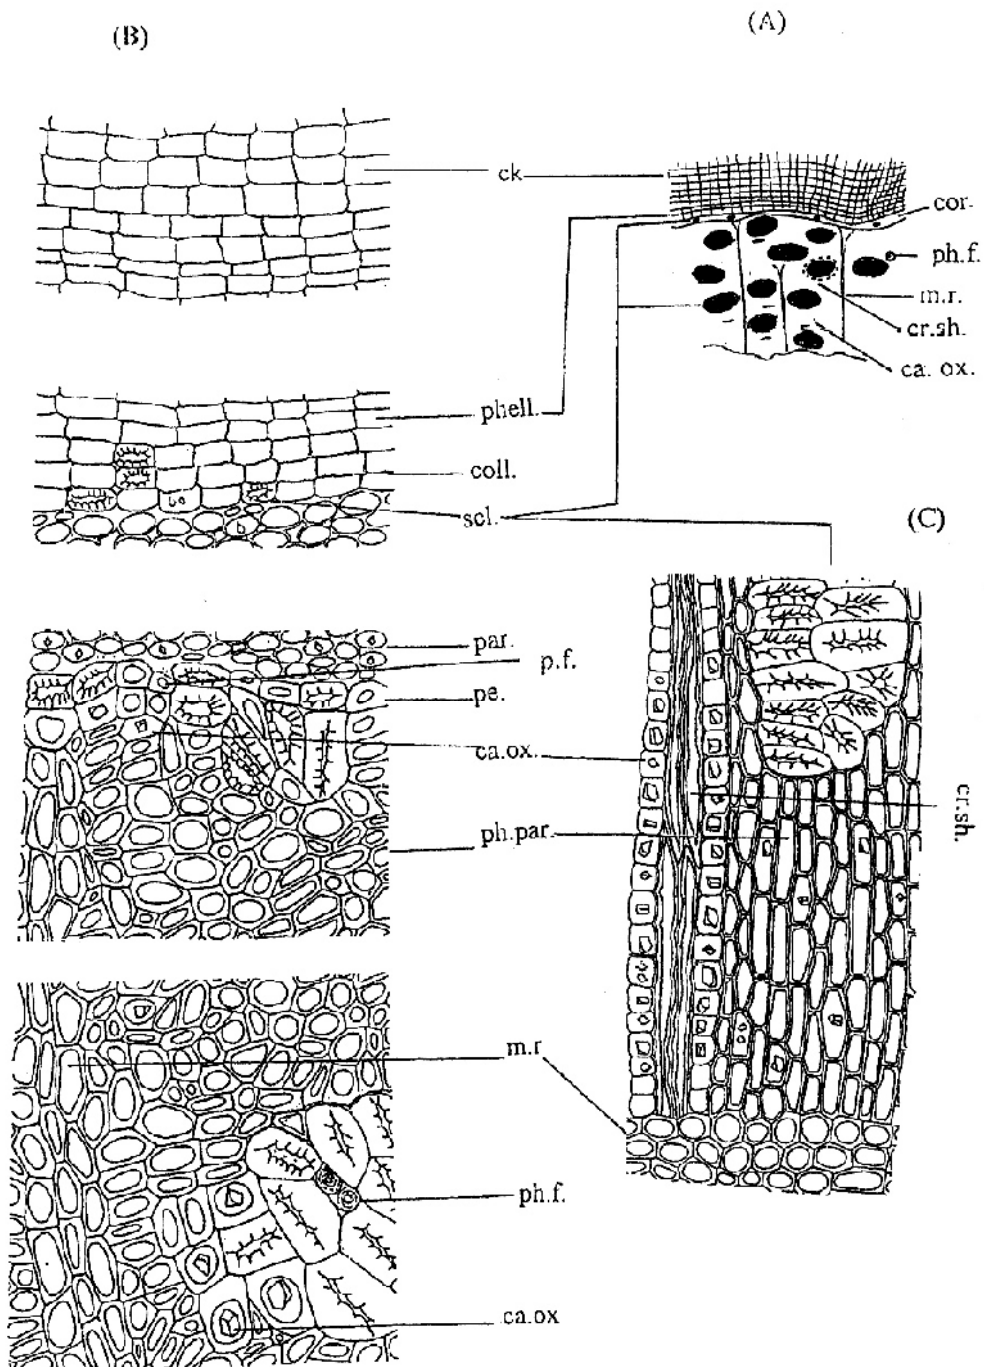 (B)
(A)
ck
cor.
ph.f.
m.r.
cr.sh.
ca. ox.
phell.
coll.
scl.
(C)
par.
p.f.
pe.
ca.ox.
ph.par.
cr.sh.
m.r
ph.f.
ca.ox